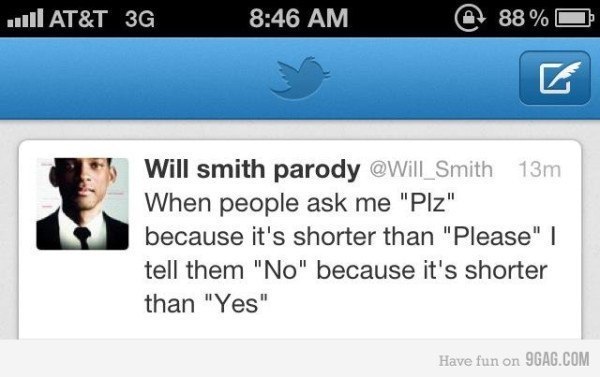 AT&T 3G 8:46 AM 88%
Will smith parody @Will_Smith 13m
When people ask me "Plz"
because it's shorter than "Please" I
tell them "No" because it's shorter
than "Yes"
Have fun on 9GAG.COM